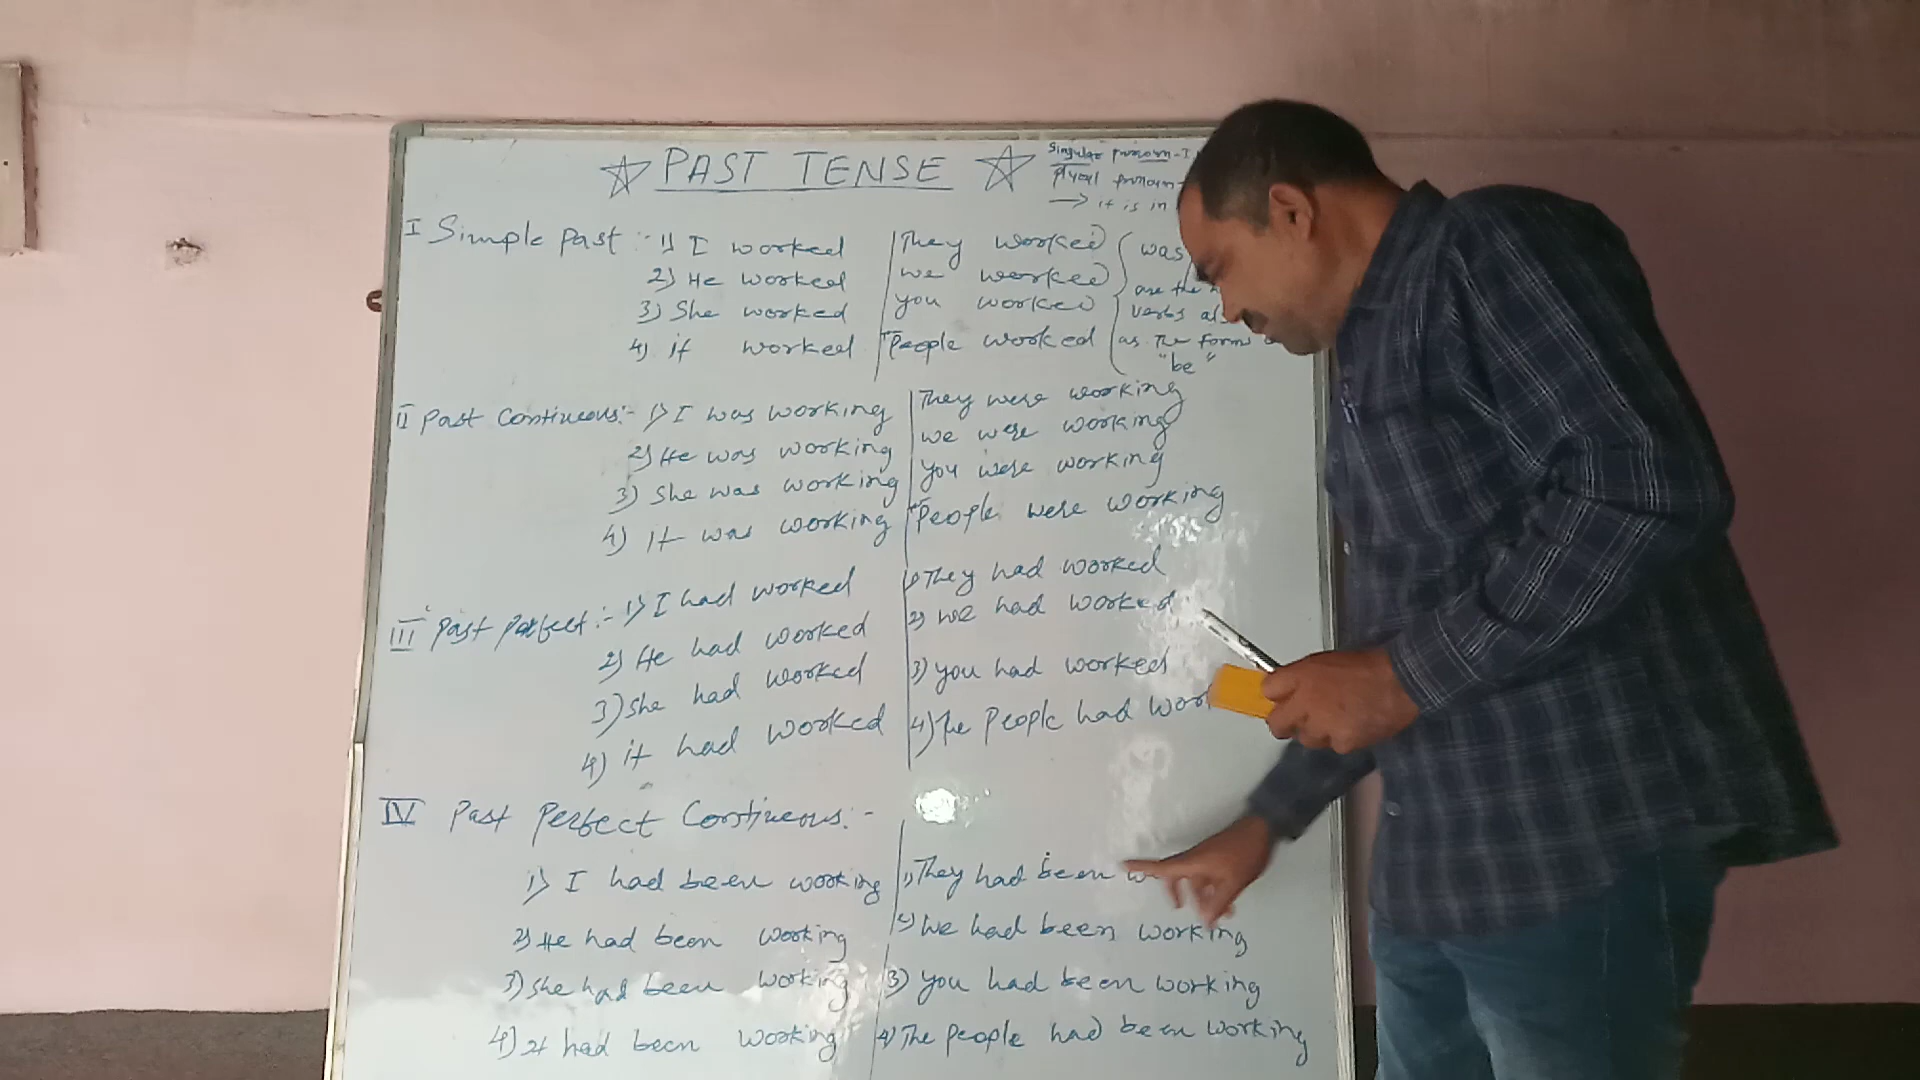 PAST TENSE
Singular pronoun - I
Plural pronoun -
→ it is in
I Simple Past :- 1) I worked
2) He worked
3) She worked
4) it worked
They worked
we worked
you worked
People worked
was
are the
verbs
as The form
"be"
II Past Continueous:- 1) I was working
2) He was working
3) She was working
4) It was working
They were working
we were working
you were working
People were working
III Past Perfect :- 1) I had worked
2) He had worked
3) She had worked
4) it had worked
1) They had worked
2) we had worked
3) you had worked
4) The People had
IV Past Perfect Continueous:-
1) I had been working
2) He had been working
3) She had been working
4) It had been working
1) They had been
2) we had been working
3) you had been working
4) The people had been working